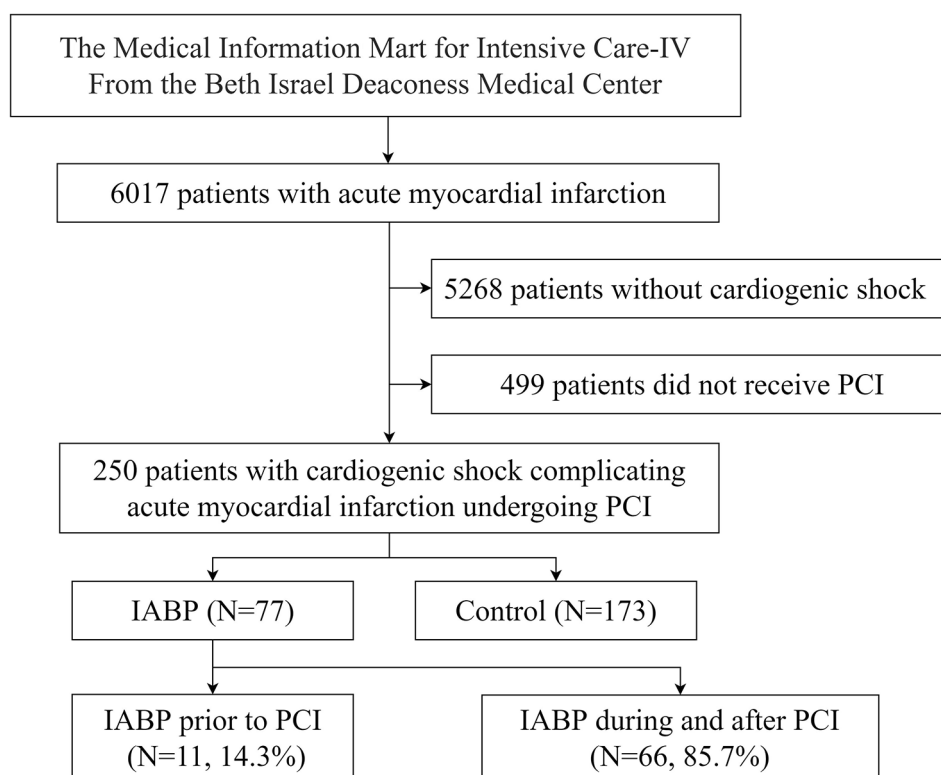 The Medical Information Mart for Intensive Care-IV
From the Beth Israel Deaconess Medical Center
6017 patients with acute myocardial infarction
5268 patients without cardiogenic shock
499 patients did not receive PCI
250 patients with cardiogenic shock complicating
acute myocardial infarction undergoing PCI
IABP (N=77)
Control (N=173)
IABP prior to PCI
(N=11, 14.3%)
IABP during and after PCI
(N=66, 85.7%)